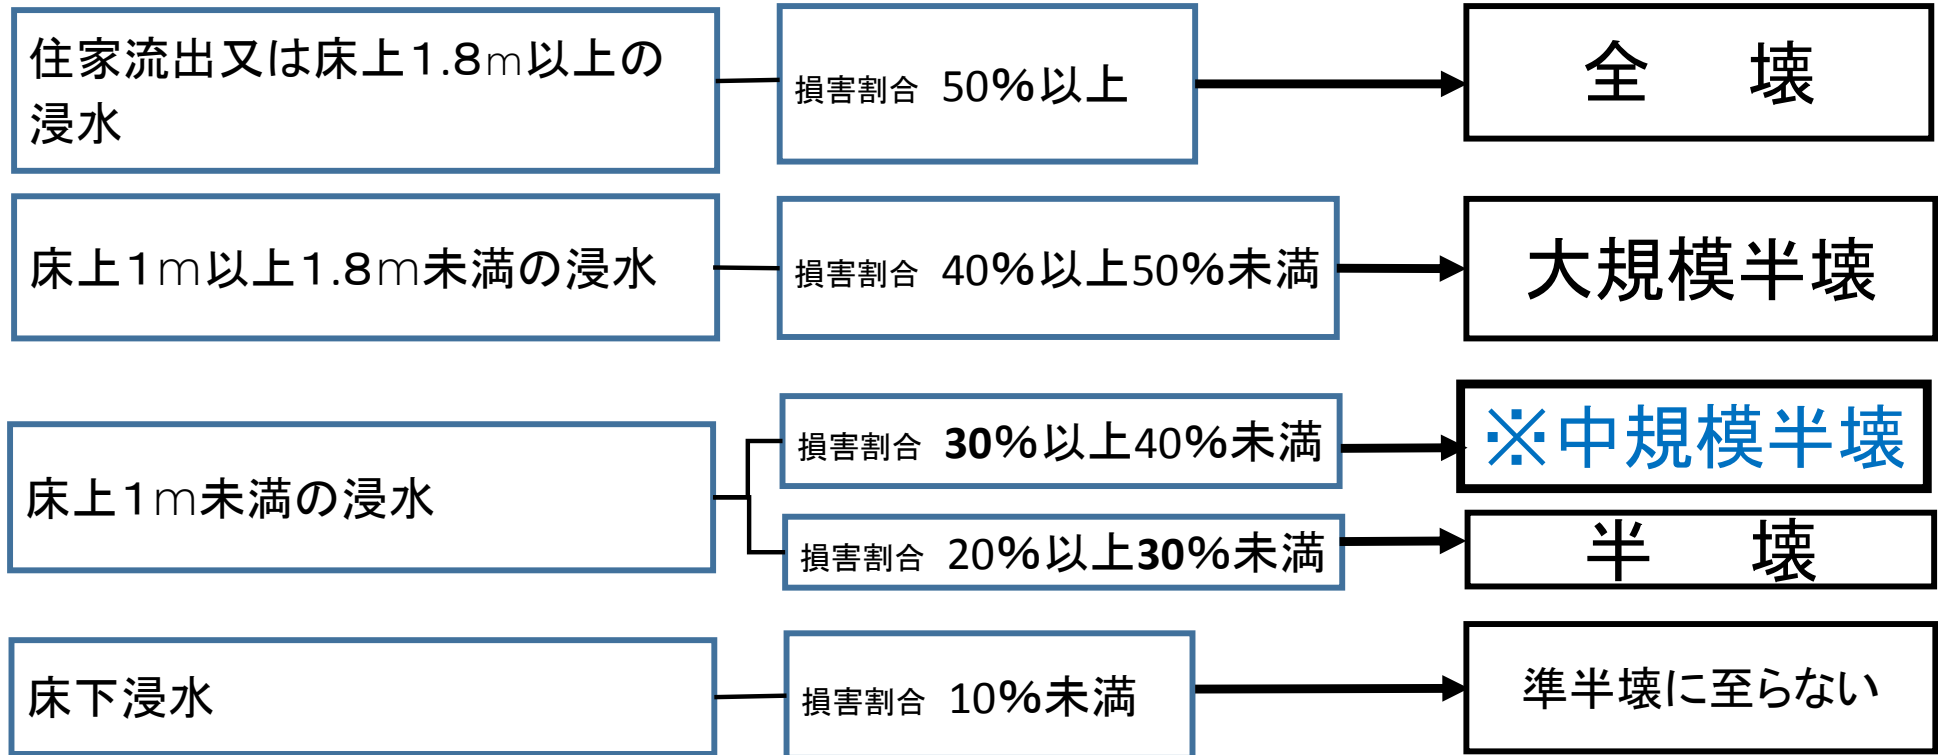 住家流出又は床上1.8m以上の
浸水
損害割合 50%以上
全 壊
床上1m以上1.8m未満の浸水
損害割合 40%以上50%未満
大規模半壊
床上1m未満の浸水
損害割合 30%以上40%未満
※中規模半壊
損害割合 20%以上30%未満
半 壊
床下浸水
損害割合 10%未満
準半壊に至らない